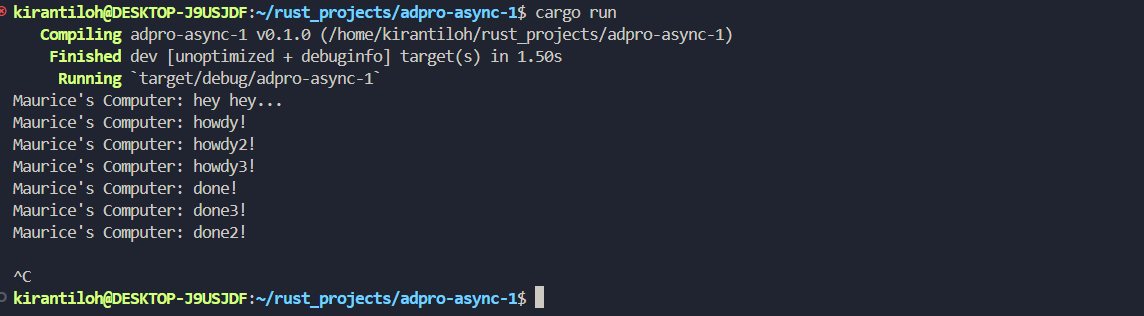 kirantiloh@DESKTOP-J9USJDF:~/rust_projects/adpro-async-1$ cargo run
   Compiling adpro-async-1 v0.1.0 (/home/kirantiloh/rust_projects/adpro-async-1)
    Finished dev [unoptimized + debuginfo] target(s) in 1.50s
     Running `target/debug/adpro-async-1`
Maurice's Computer: hey hey...
Maurice's Computer: howdy!
Maurice's Computer: howdy2!
Maurice's Computer: howdy3!
Maurice's Computer: done!
Maurice's Computer: done3!
Maurice's Computer: done2!
^C
kirantiloh@DESKTOP-J9USJDF:~/rust_projects/adpro-async-1$